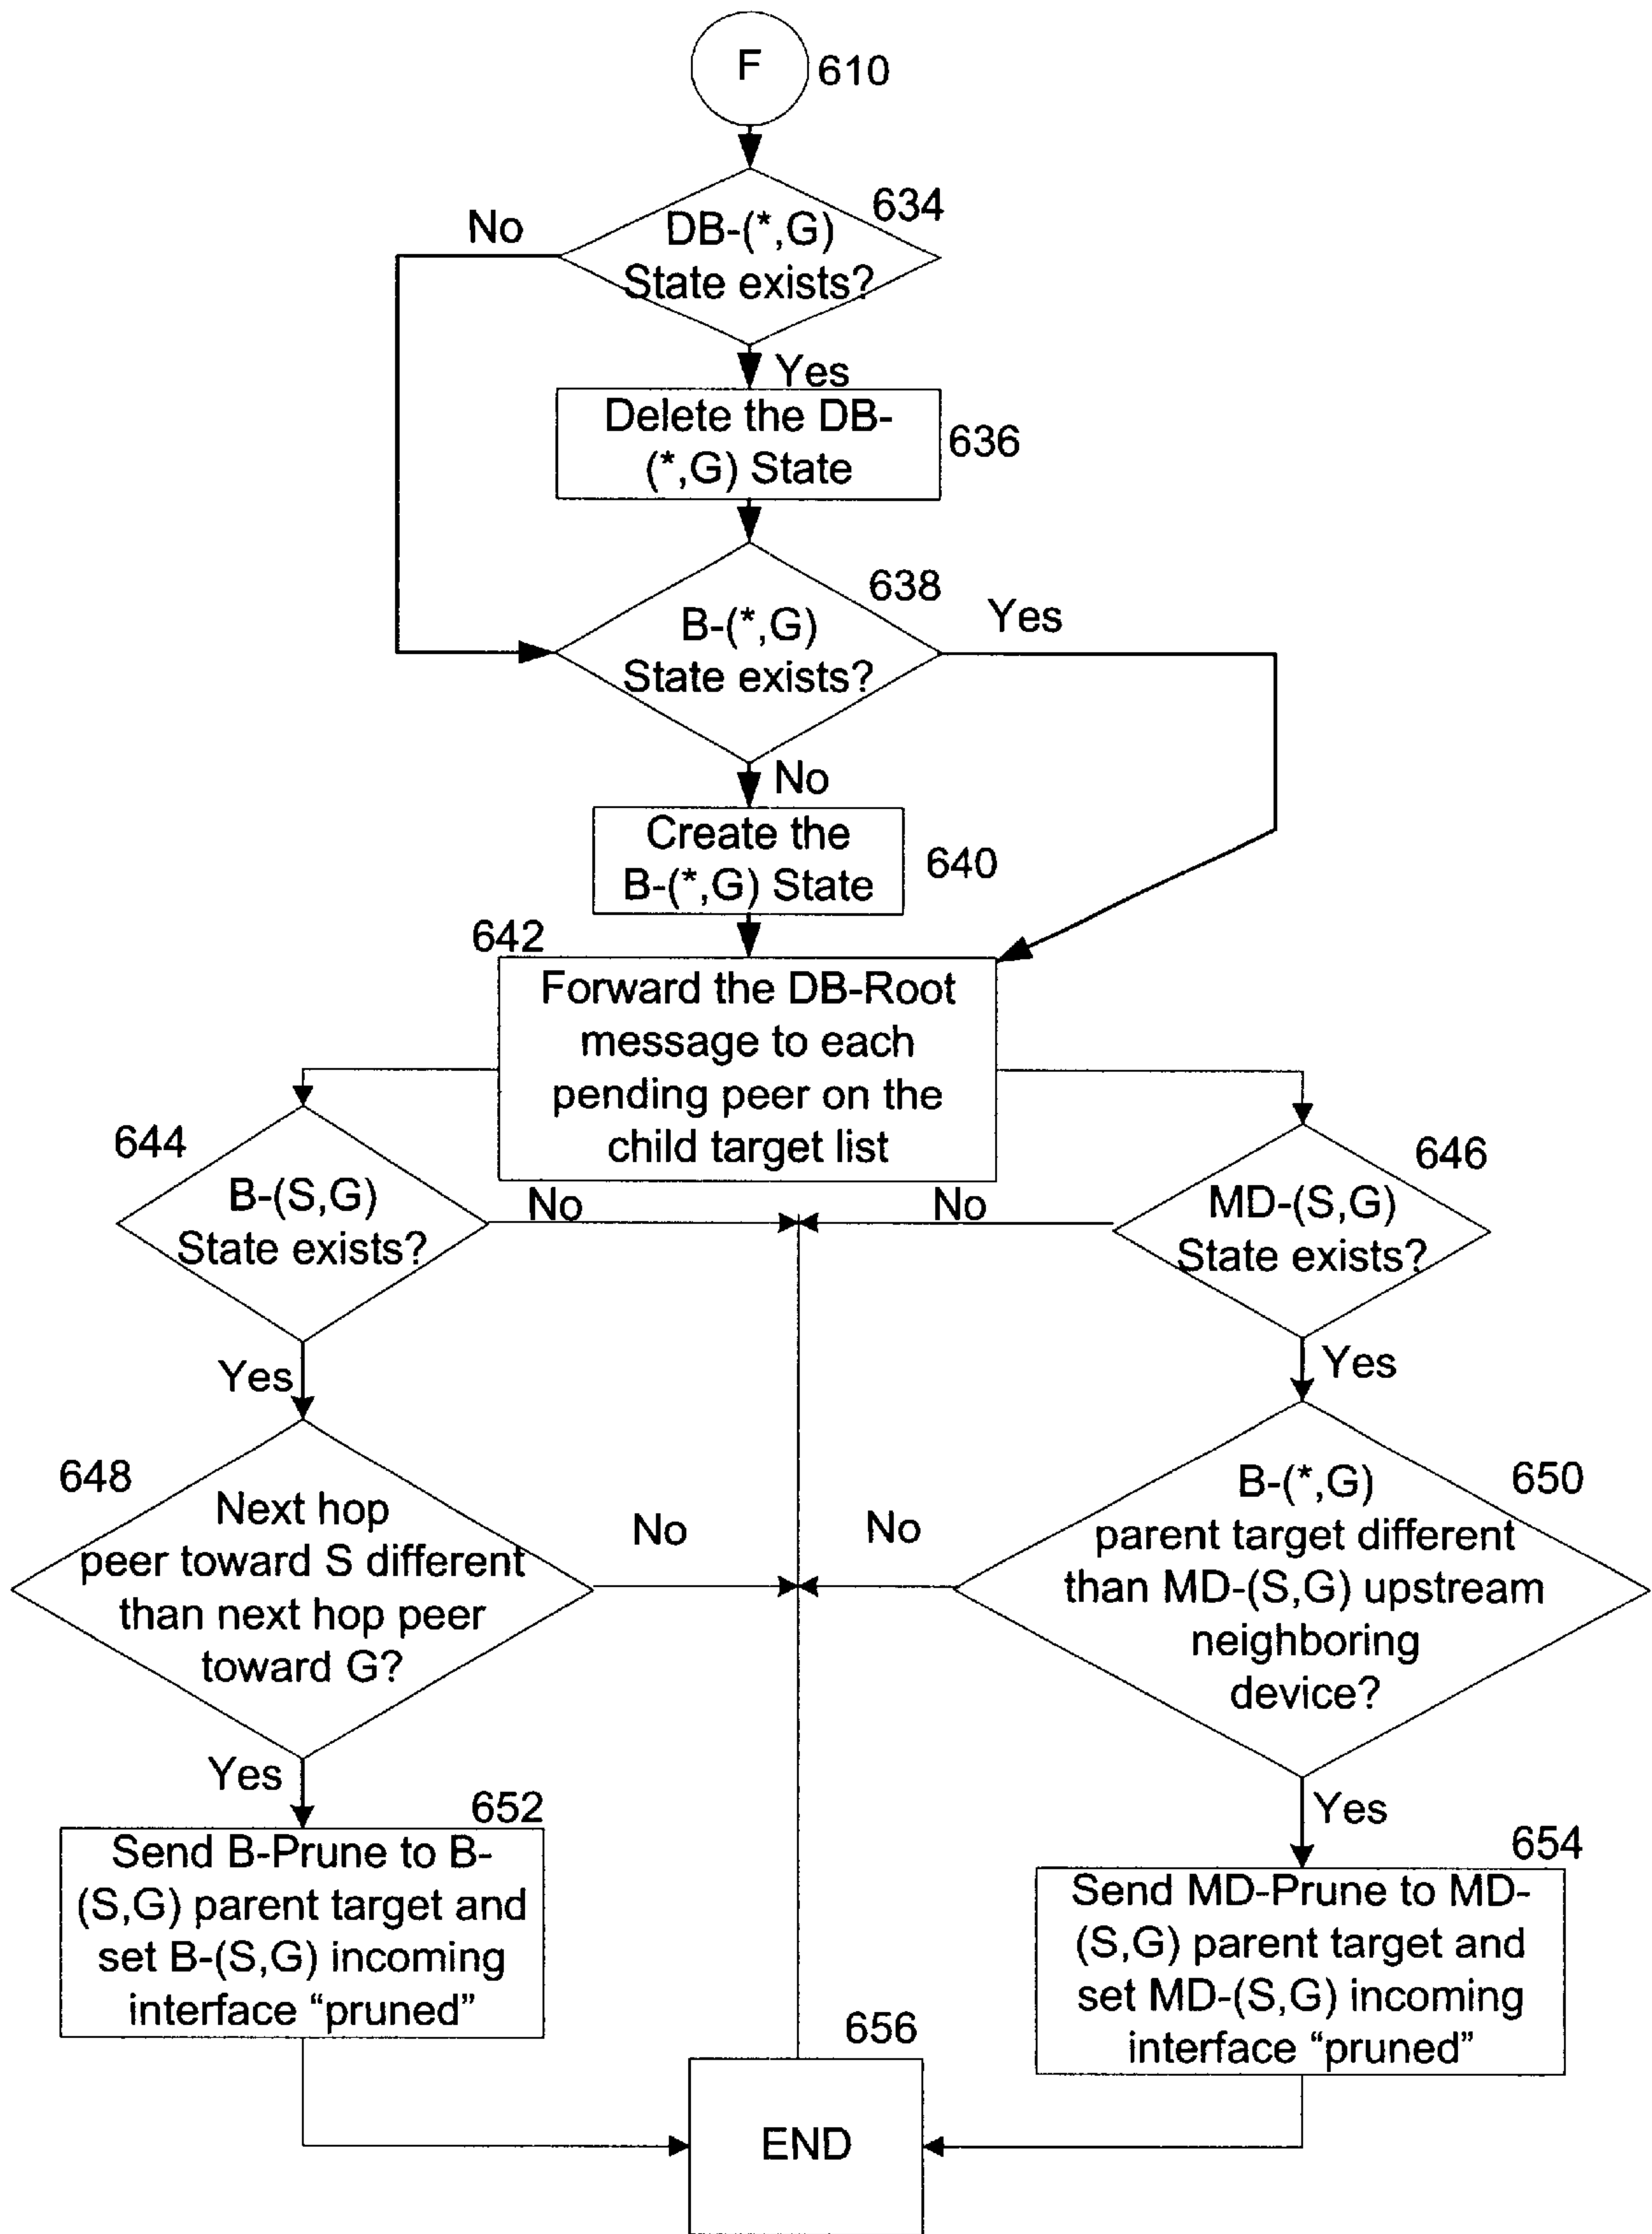 F
610
634
No
DB-(*,G)
State exists?
Yes
Delete the DB-
(*,G) State
636
638
Yes
B-(*,G)
State exists?
No
Create the
B-(*,G) State
640
642
Forward the DB-Root
message to each
pending peer on the
child target list
644
B-(S,G)
State exists?
No
No
646
MD-(S,G)
State exists?
Yes
Yes
648
Next hop
peer toward S different
than next hop peer
toward G?
No
No
650
B-(*,G)
parent target different
than MD-(S,G) upstream
neighboring
device?
Yes
Yes
652
Send B-Prune to B-
(S,G) parent target and
set B-(S,G) incoming
interface “pruned”
654
Send MD-Prune to MD-
(S,G) parent target and
set MD-(S,G) incoming
interface “pruned”
656
END